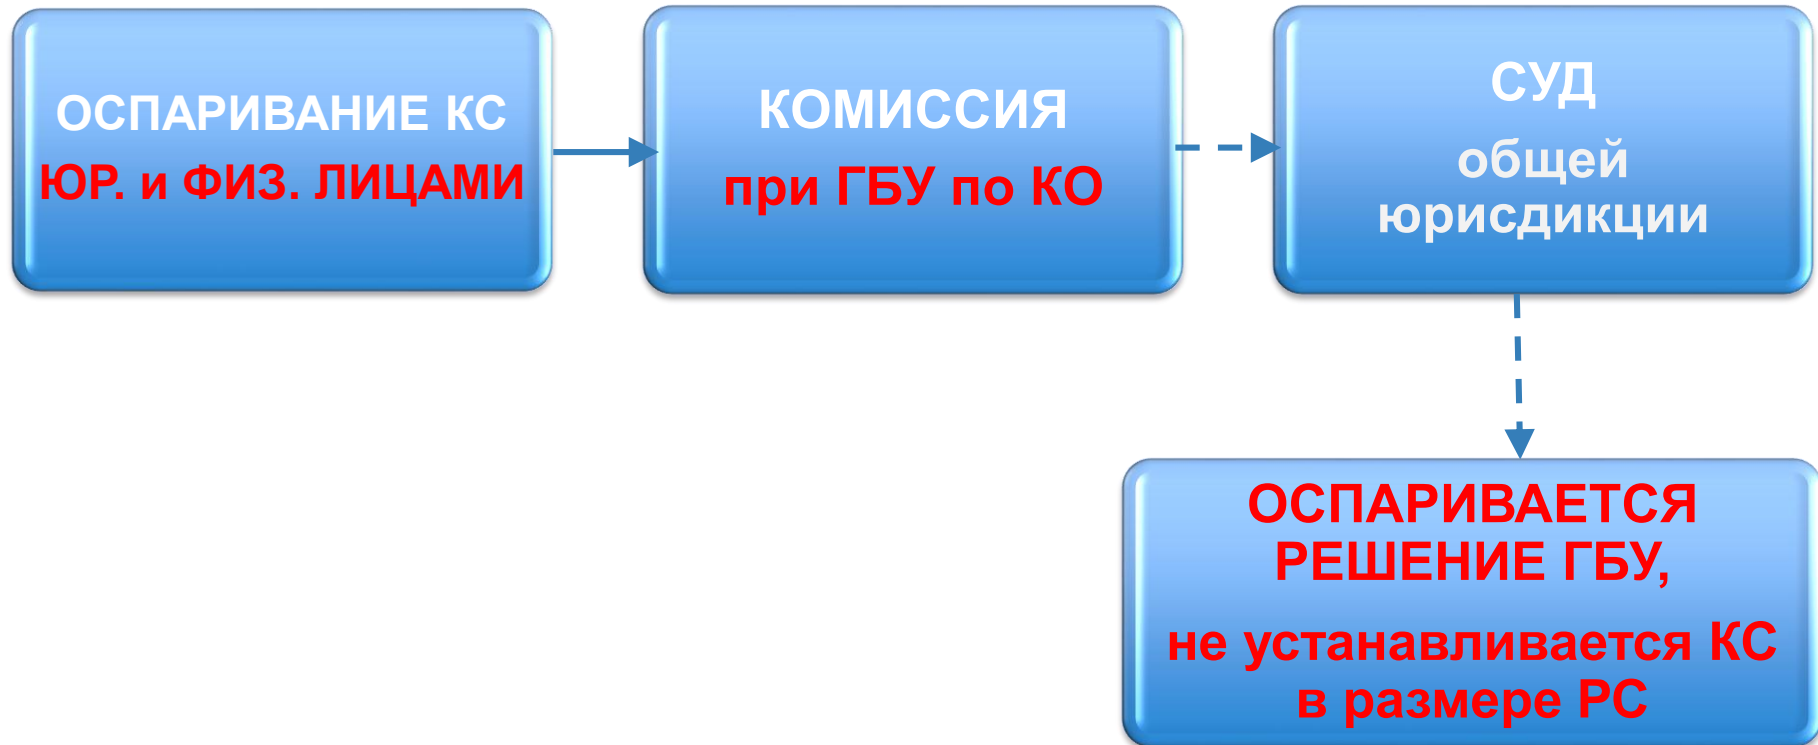 ОСПАРИВАНИЕ КС
ЮР. и ФИЗ. ЛИЦАМИ
КОМИССИЯ
при ГБУ по КО
СУД
общей
юрисдикции
ОСПАРИВАЕТСЯ
РЕШЕНИЕ ГБУ,
не устанавливается КС
в размере РС